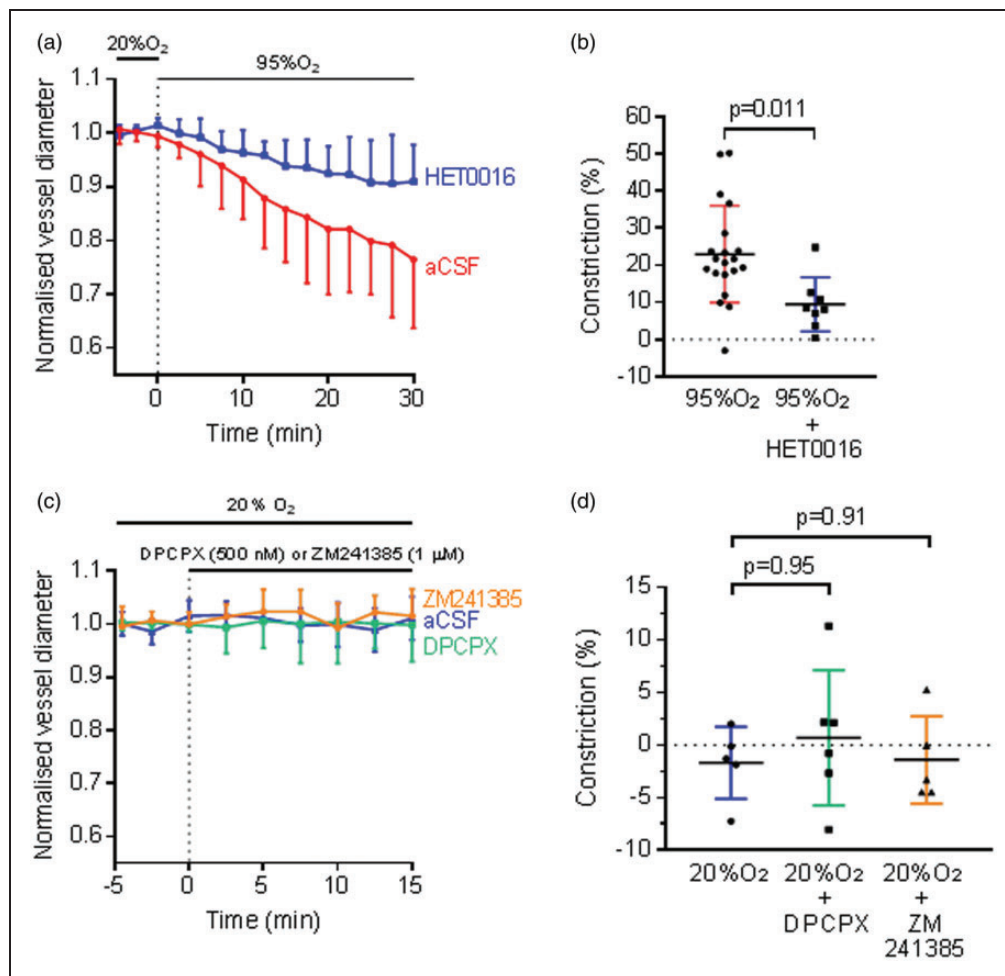 (a)
20%O₂
95%O₂
Normalised vessel diameter
1.1
1.0
0.9
0.8
0.7
0.6
HET0016
aCSF
0
10
20
30
Time (min)
(b)
p=0.011
Constriction (%)
60
50
40
30
20
10
0
-10
95%O₂
95%O₂
+
HET0016
(c)
20% O₂
DPCPX (500 nM) or ZM241385 (1 μM)
Normalised vessel diameter
1.1
1.0
0.9
0.8
0.7
0.6
ZM241385
aCSF
DPCPX
-5
0
5
10
15
Time (min)
(d)
p=0.91
p=0.95
Constriction (%)
15
10
5
0
-5
-10
20%O₂
20%O₂
+
DPCPX
20%O₂
+
ZM
241385